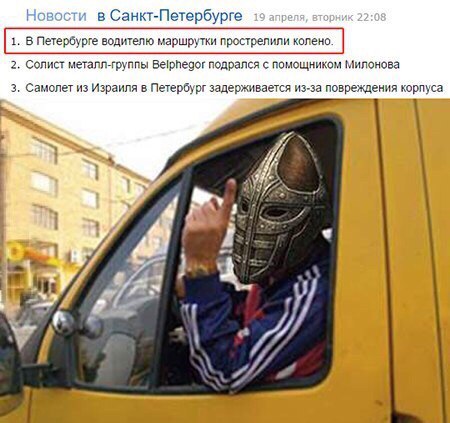 Новости в Санкт-Петербурге 19 апреля, вторник 22:08
1. В Петербурге водителю маршрутки прострелили колено.
2. Солист металл-группы Belphegor подрался с помощником Милонова
3. Самолет из Израиля в Петербург задерживается из-за повреждения корпуса